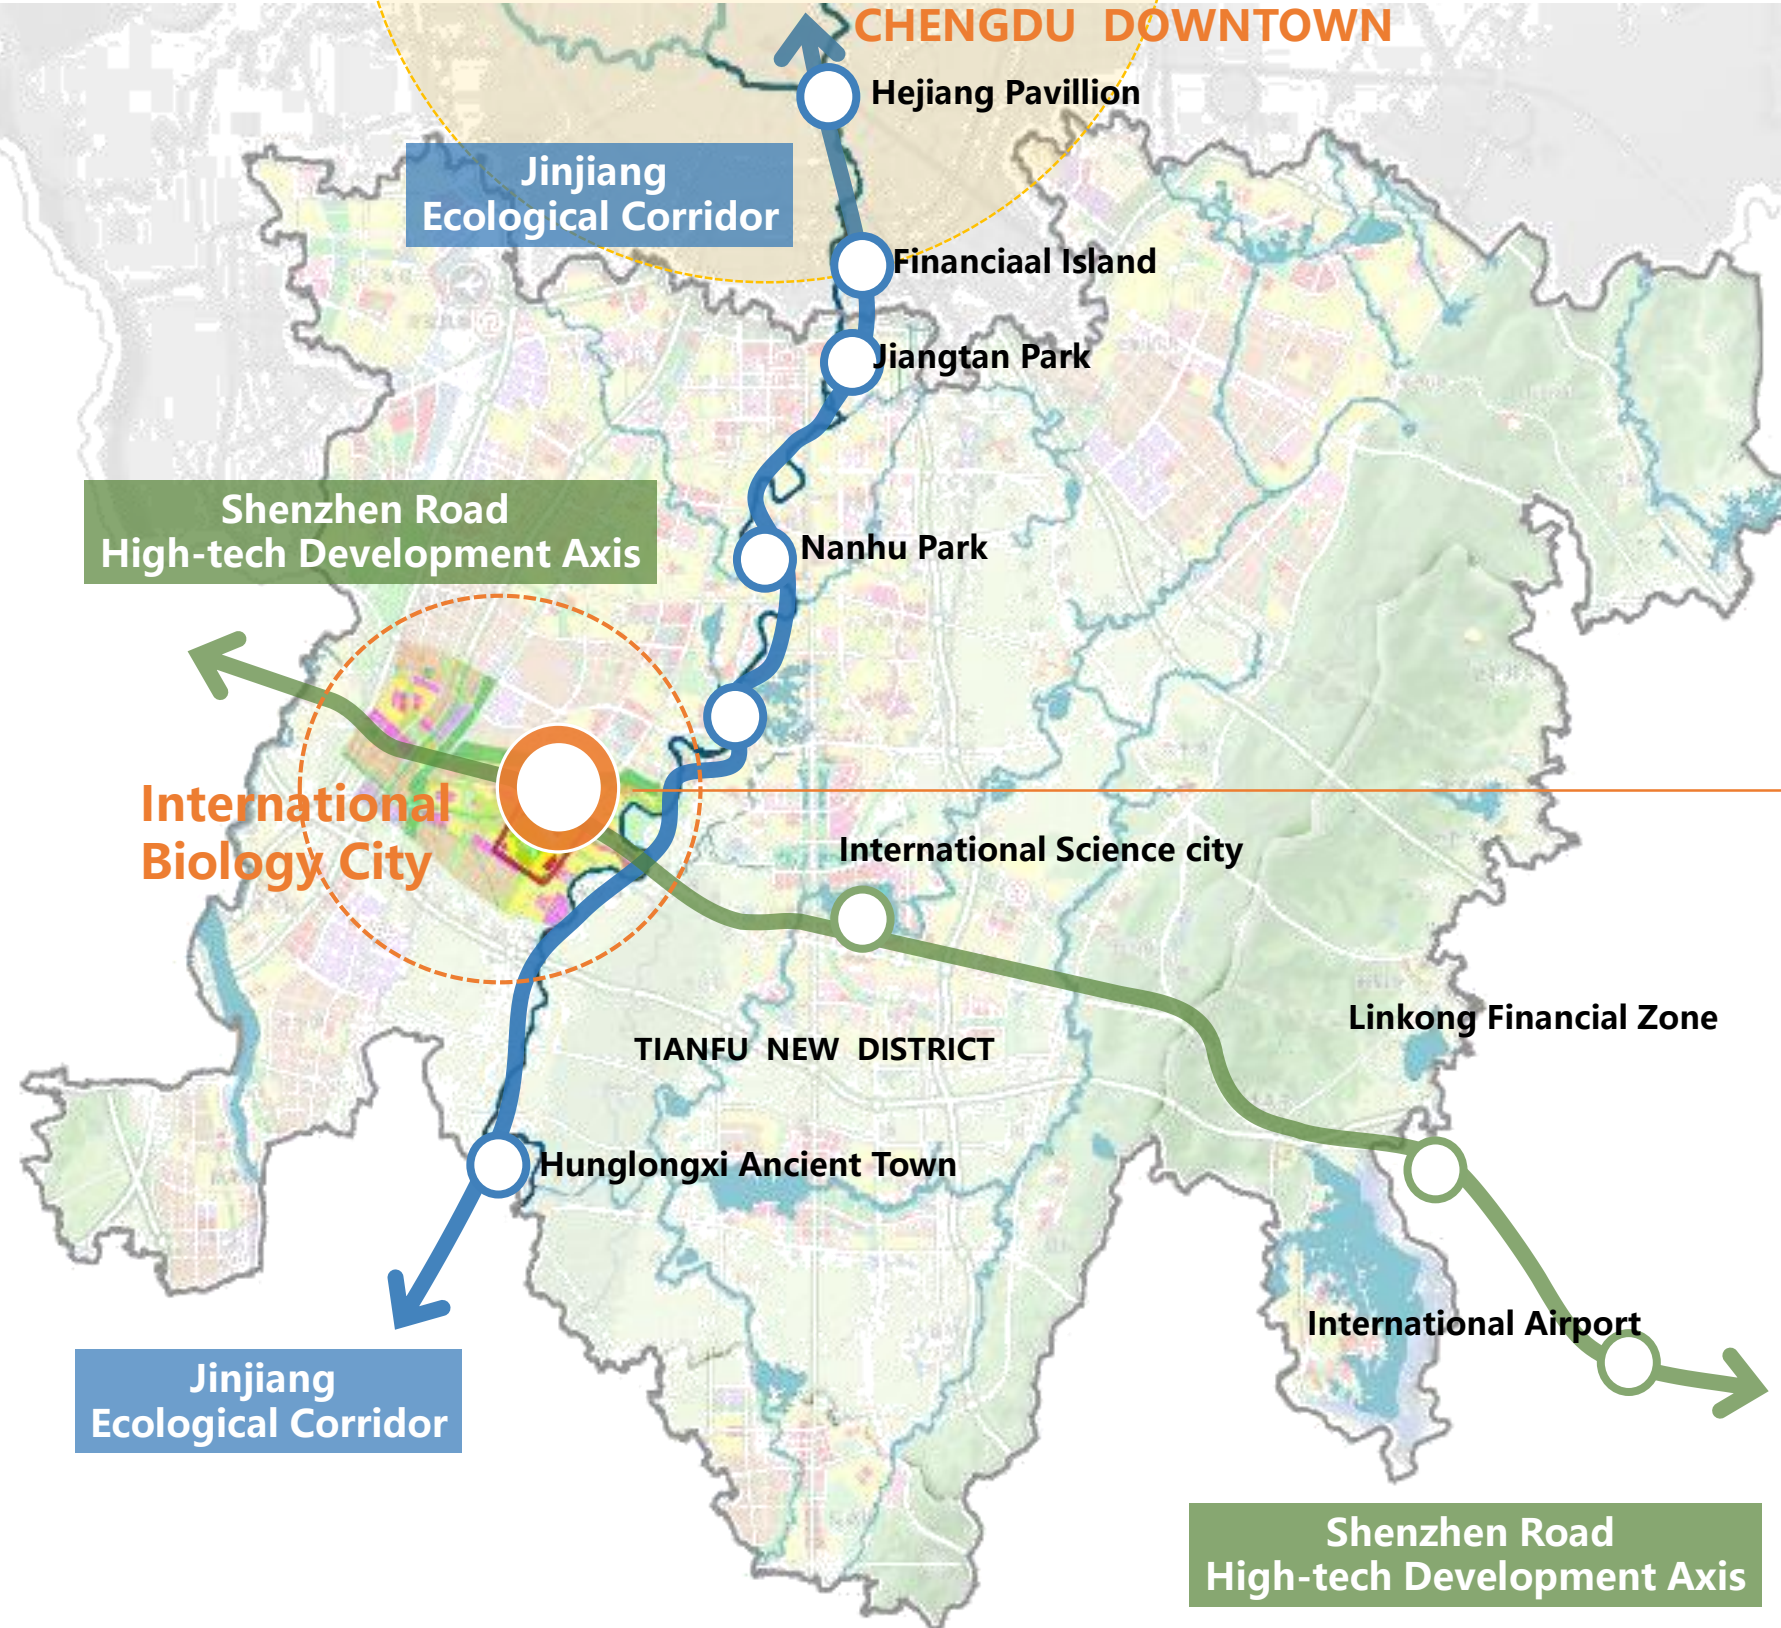 CHENGDU DOWNTOWN
Hejiang Pavillion
Jinjiang
Ecological Corridor
Financiaal Island
Jiangtan Park
Shenzhen Road
High-tech Development Axis
Nanhu Park
International
Biology City
International Science city
Linkong Financial Zone
TIANFU NEW DISTRICT
Hunglongxi Ancient Town
International Airport
Jinjiang
Ecological Corridor
Shenzhen Road
High-tech Development Axis